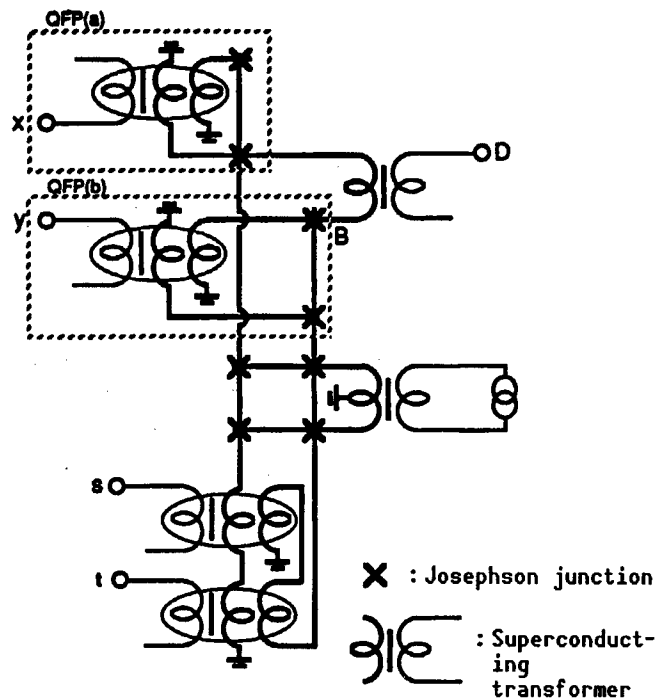 QFP(a)
x
D
QFP(b)
y
B
s
t
: Josephson junction
: Superconduct-
ing
transformer